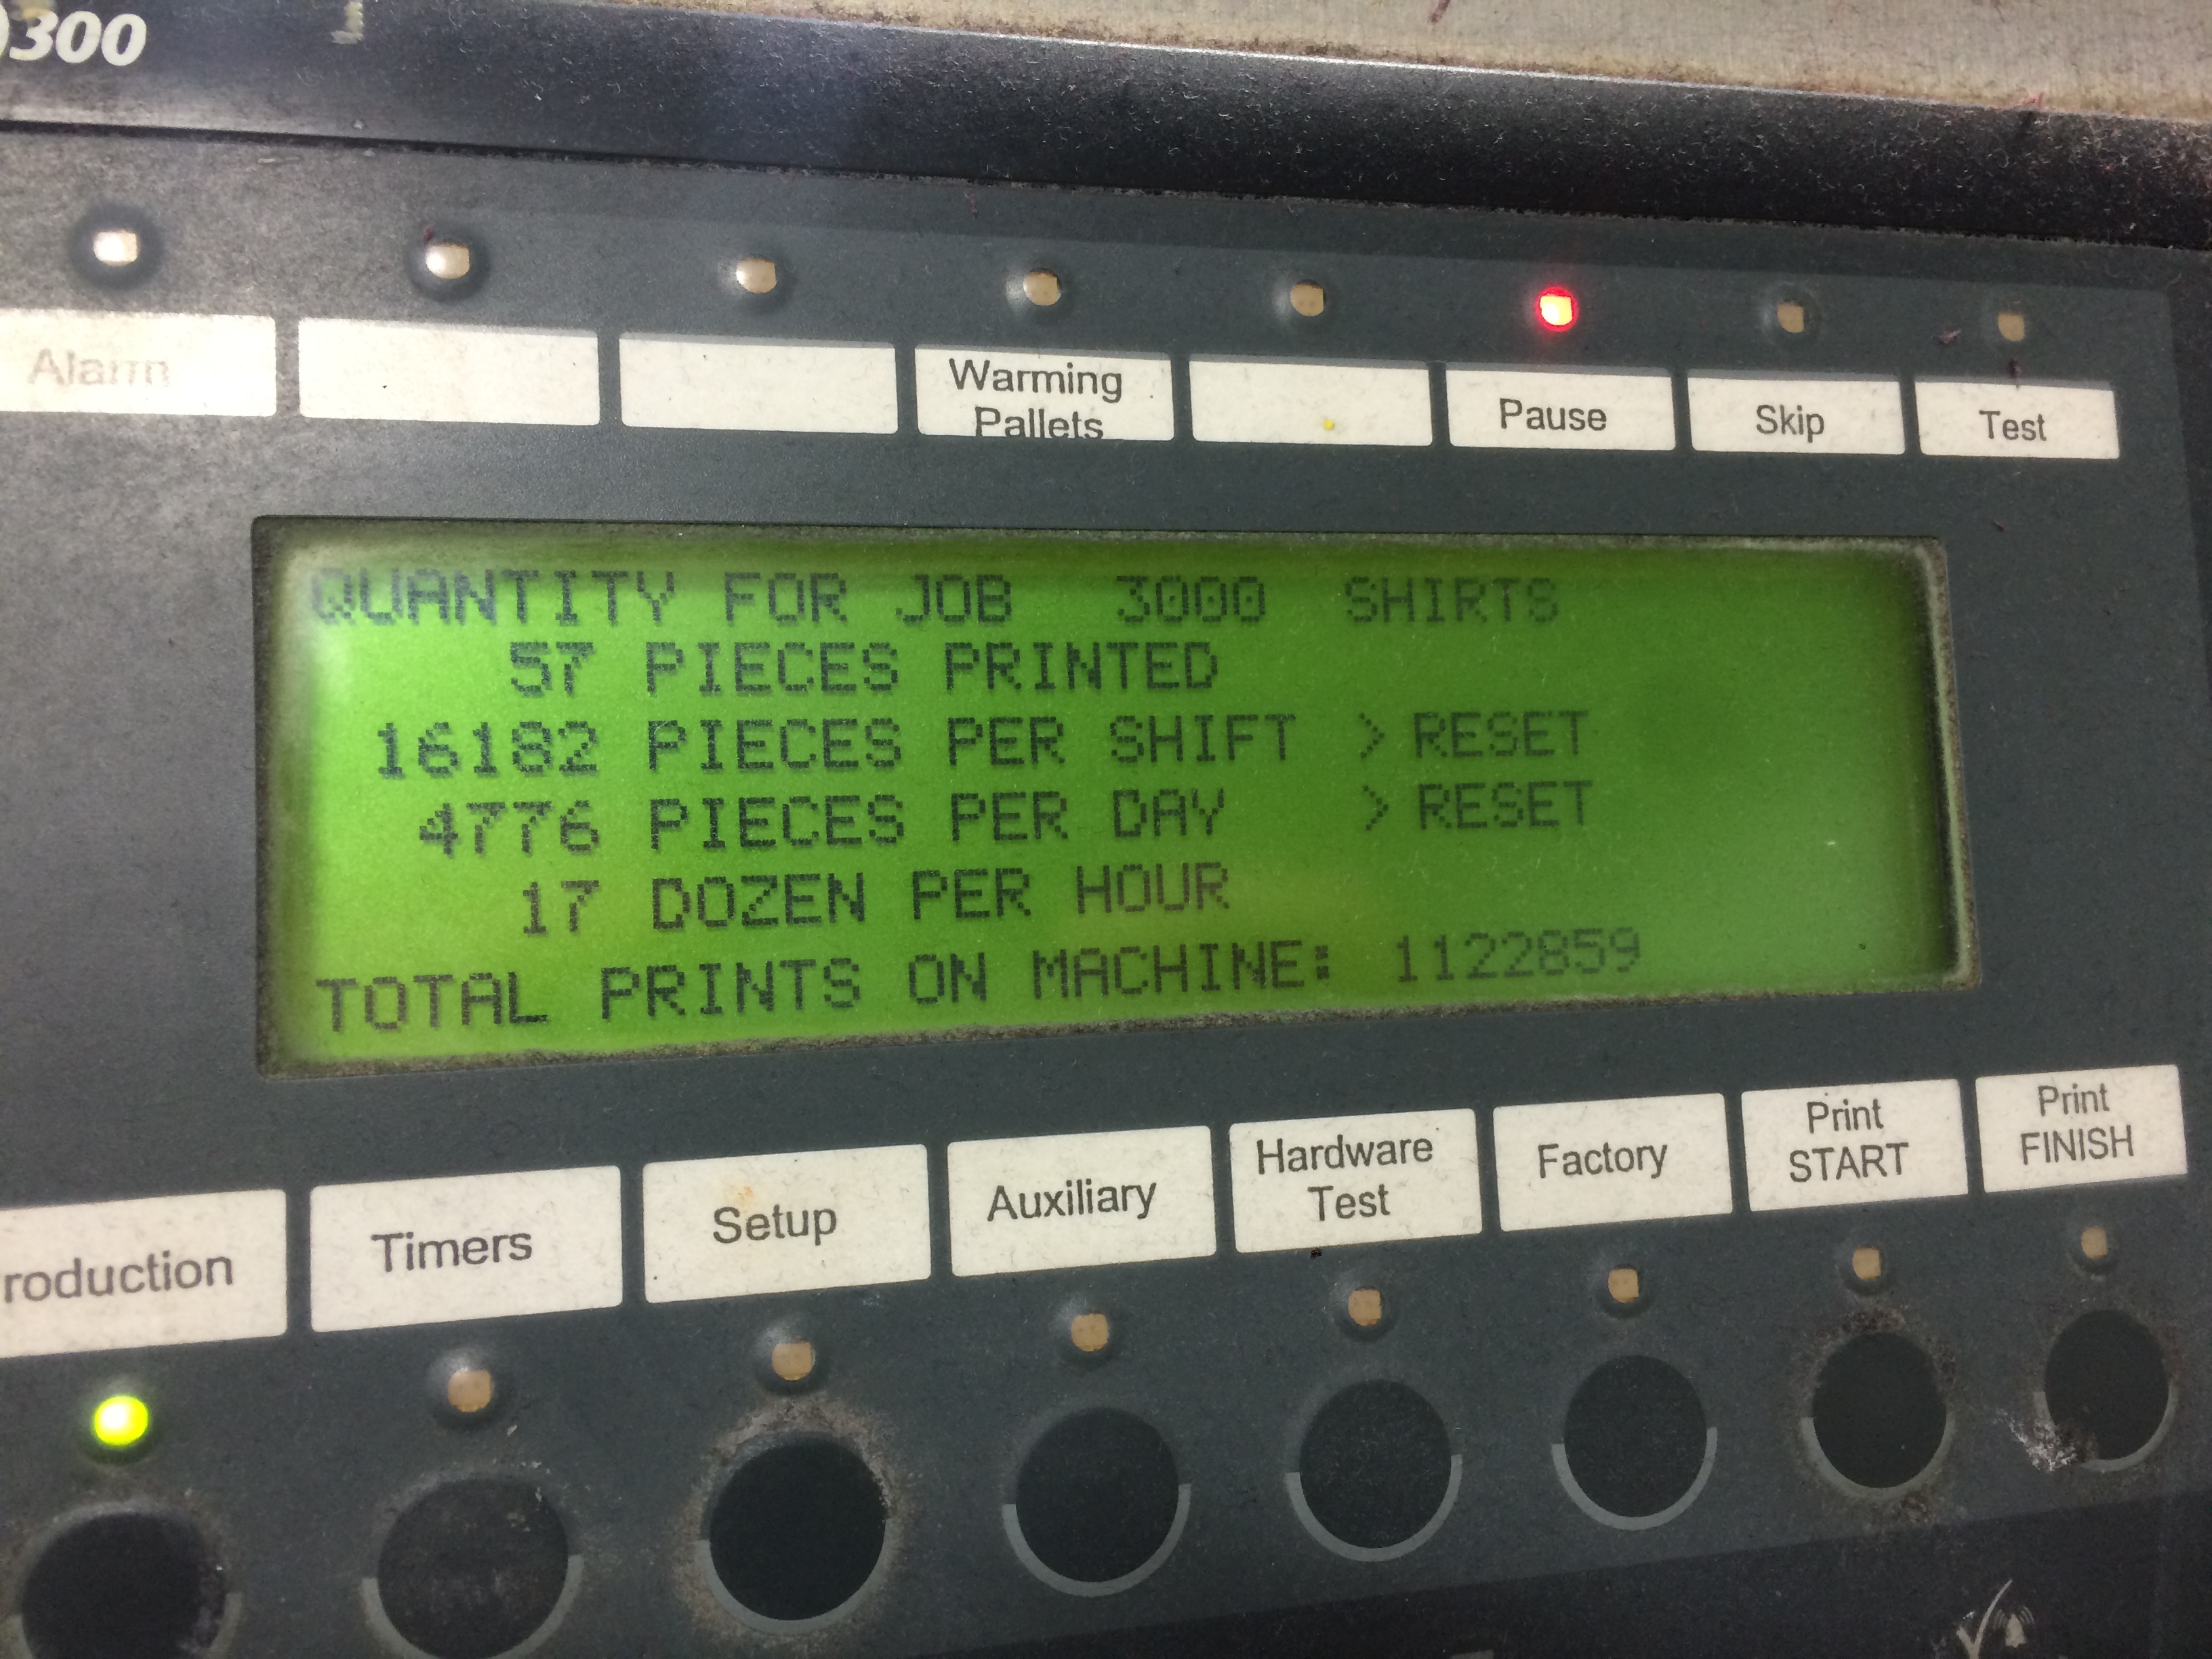 300
Alarm
Warming
Pallets
Pause
Skip
Test
QUANTITY FOR JOB 3000 SHIRTS
57 PIECES PRINTED
16182 PIECES PER SHIFT > RESET
4776 PIECES PER DAY > RESET
17 DOZEN PER HOUR
TOTAL PRINTS ON MACHINE: 1122859
roduction
Timers
Setup
Auxiliary
Hardware
Test
Factory
Print
START
Print
FINISH